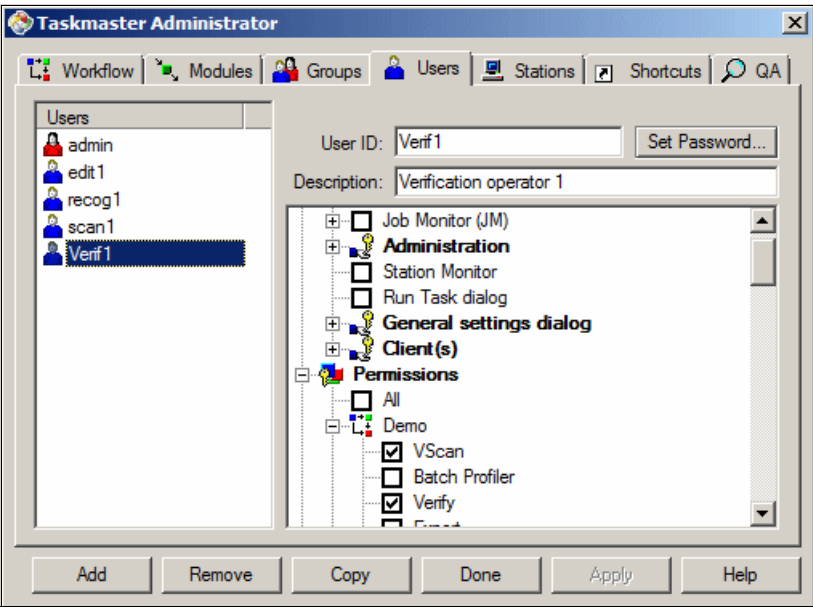 Taskmaster Administrator
Workflow Modules Groups Users Stations Shortcuts QA
Users
admin
edit1
recog1
scan1
Verif1
User ID: Verif1 Set Password...
Description: Verification operator 1
Job Monitor (JM)
Administration
Station Monitor
Run Task dialog
General settings dialog
Client(s)
Permissions
All
Demo
VScan
Batch Profiler
Verify
Add Remove Copy Done Apply Help